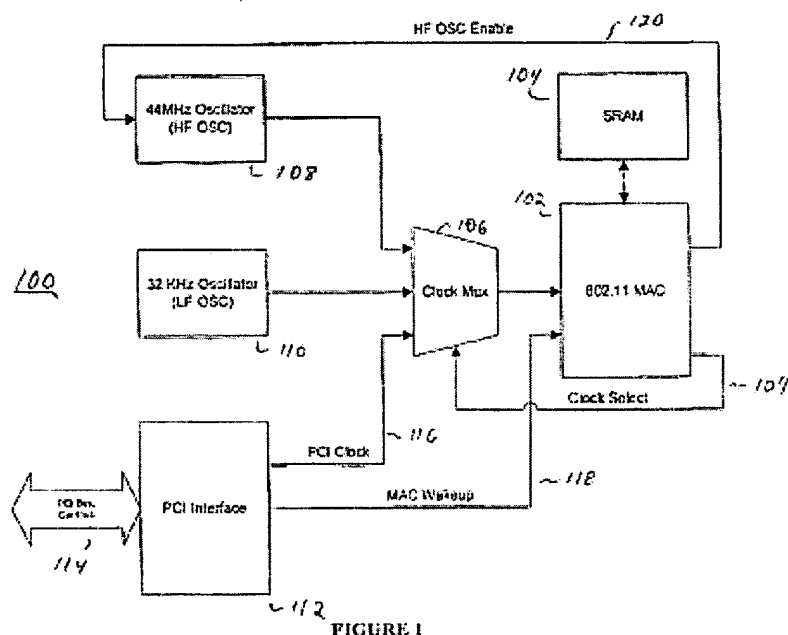 HF OSC Enable
120
104
44MHz Oscillator
(HF OSC)
SRAM
108
102
106
100
32 KHz Oscillator
(LF OSC)
Clock Mux
802.11 MAC
110
Clock Select
109
PCI Clock
116
118
MAC Wakeup
PCI Interface
PCI Bus
114
112
FIGURE 1